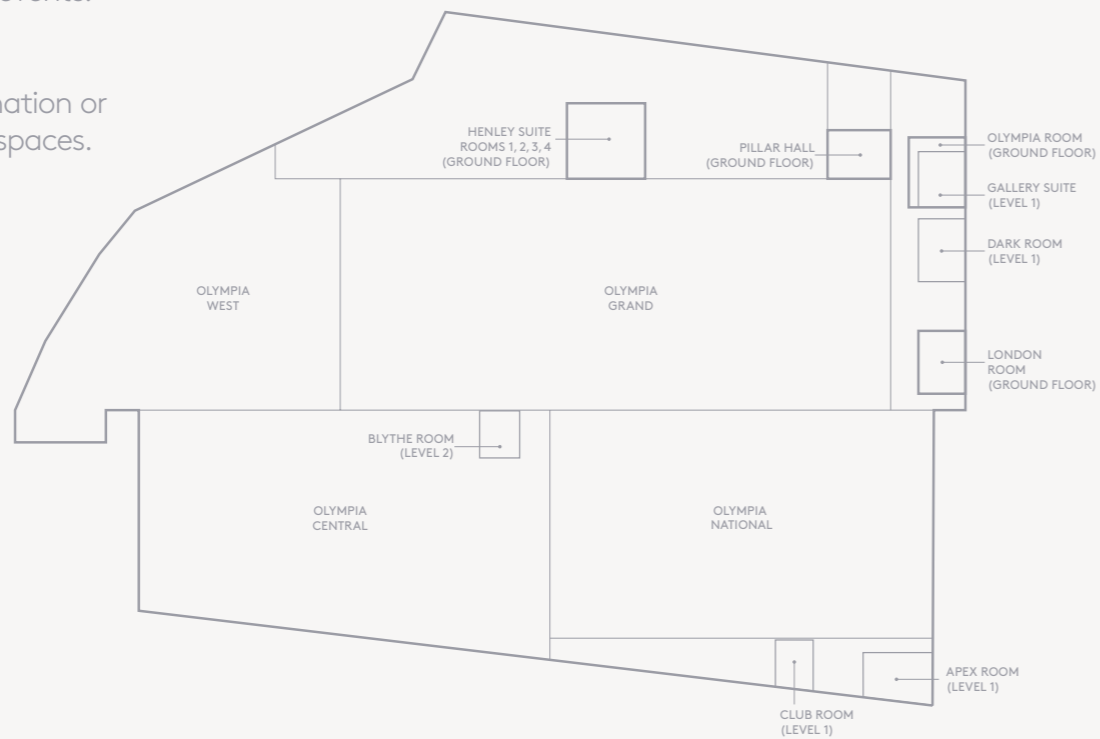 nation or
spaces.
HENLEY SUITE
ROOMS 1, 2, 3, 4
(GROUND FLOOR)
PILLAR HALL
(GROUND FLOOR)
OLYMPIA ROOM
(GROUND FLOOR)
GALLERY SUITE
(LEVEL 1)
DARK ROOM
(LEVEL 1)
OLYMPIA
WEST
OLYMPIA
GRAND
LONDON
ROOM
(GROUND FLOOR)
BLYTHE ROOM
(LEVEL 2)
OLYMPIA
CENTRAL
OLYMPIA
NATIONAL
APEX ROOM
(LEVEL 1)
CLUB ROOM
(LEVEL 1)